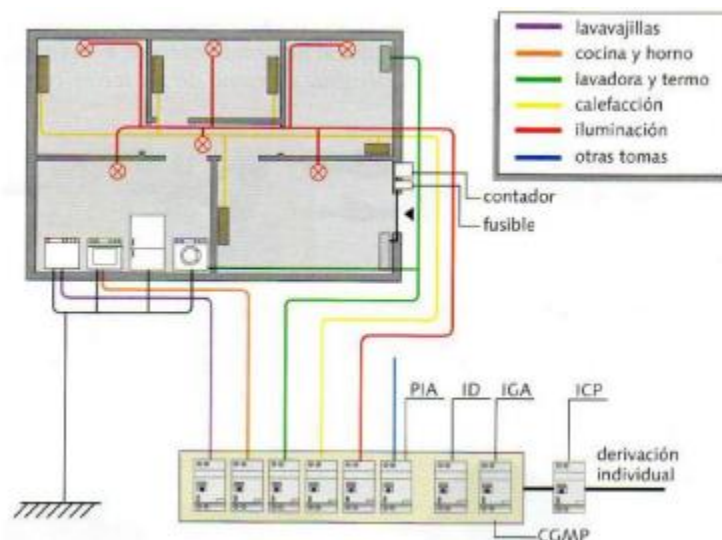 lavavajillas
cocina y horno
lavadora y termo
calefacción
iluminación
otras tomas
contador
fusible
PIA
ID
IGA
ICP
derivación
individual
CGMP